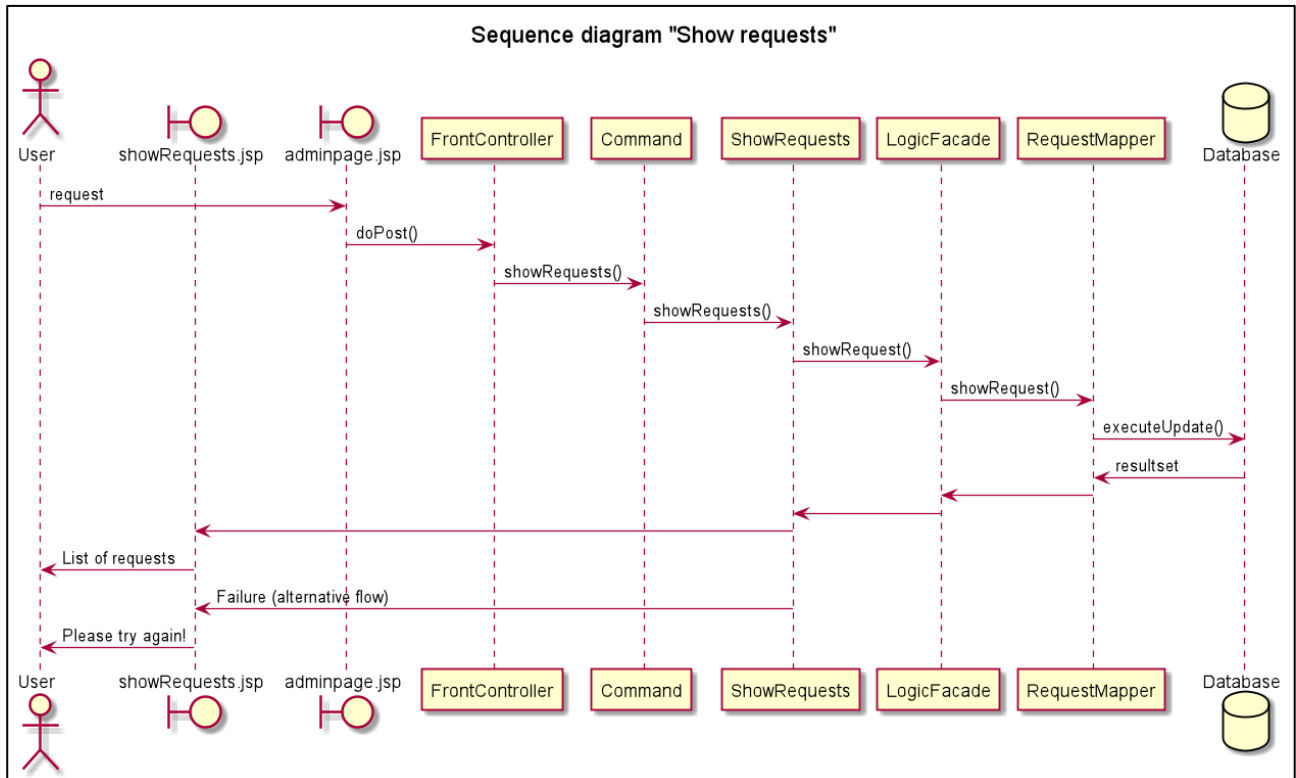 Sequence diagram "Show requests"
User
showRequests.jsp
adminpage.jsp
FrontController
Command
ShowRequests
LogicFacade
RequestMapper
Database
request
doPost()
showRequests()
showRequests()
showRequest()
showRequest()
executeUpdate()
resultset
List of requests
Failure (alternative flow)
Please try again!
User
showRequests.jsp
adminpage.jsp
FrontController
Command
ShowRequests
LogicFacade
RequestMapper
Database